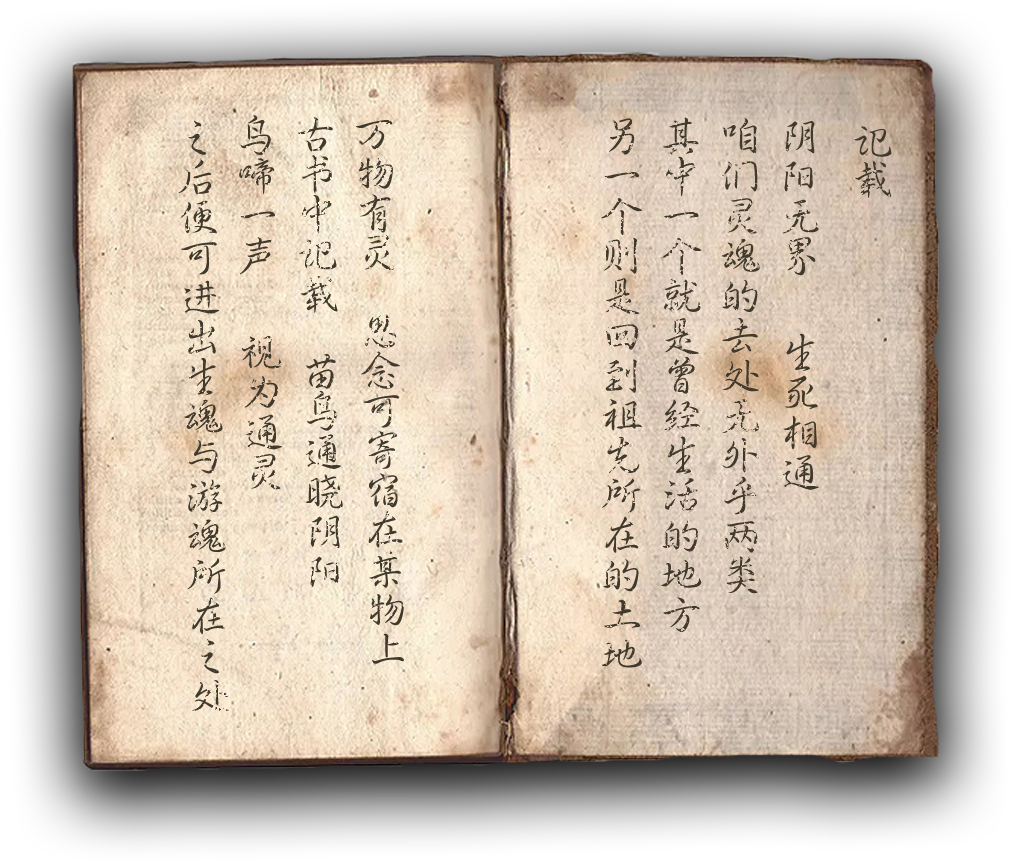 记载
阴阳无界 生死相通
咱们灵魂的去处无外乎两类
其中一个就是曾经生活的地方
另一个则是回到祖先所在的土地
万物有灵 思念可寄宿在某物上
古书中记载 苗鸟通晓阴阳
鸟啼一声 视为通灵
之后便可进出生魂与游魂所在之处